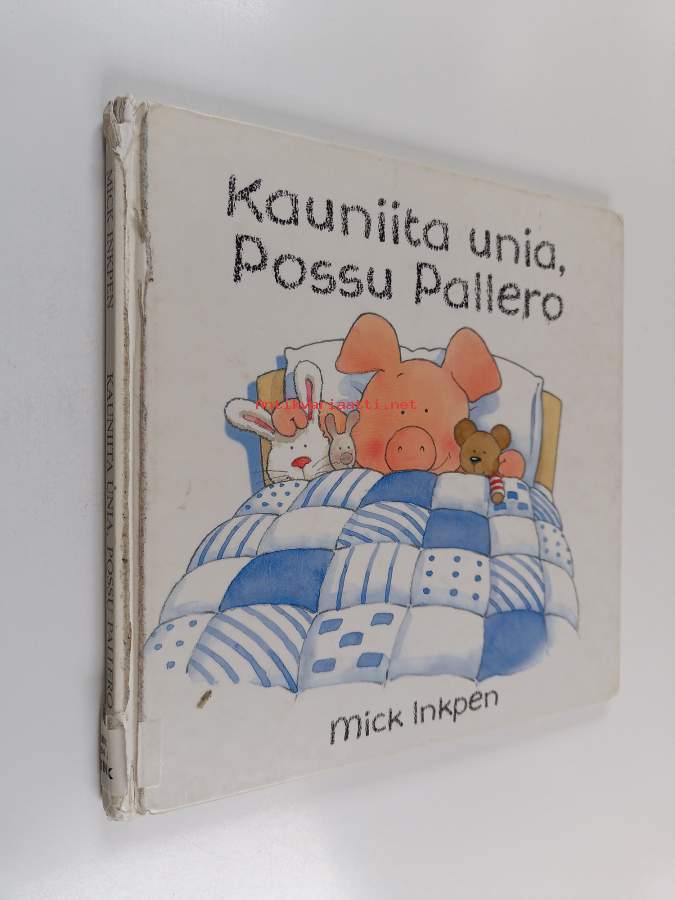 Kauniita unia,
Possu Pallero
Antikvariaatti.net
Mick Inkpen
MICK INKPEN KAUNIITA UNIA, POSSU PALLERO